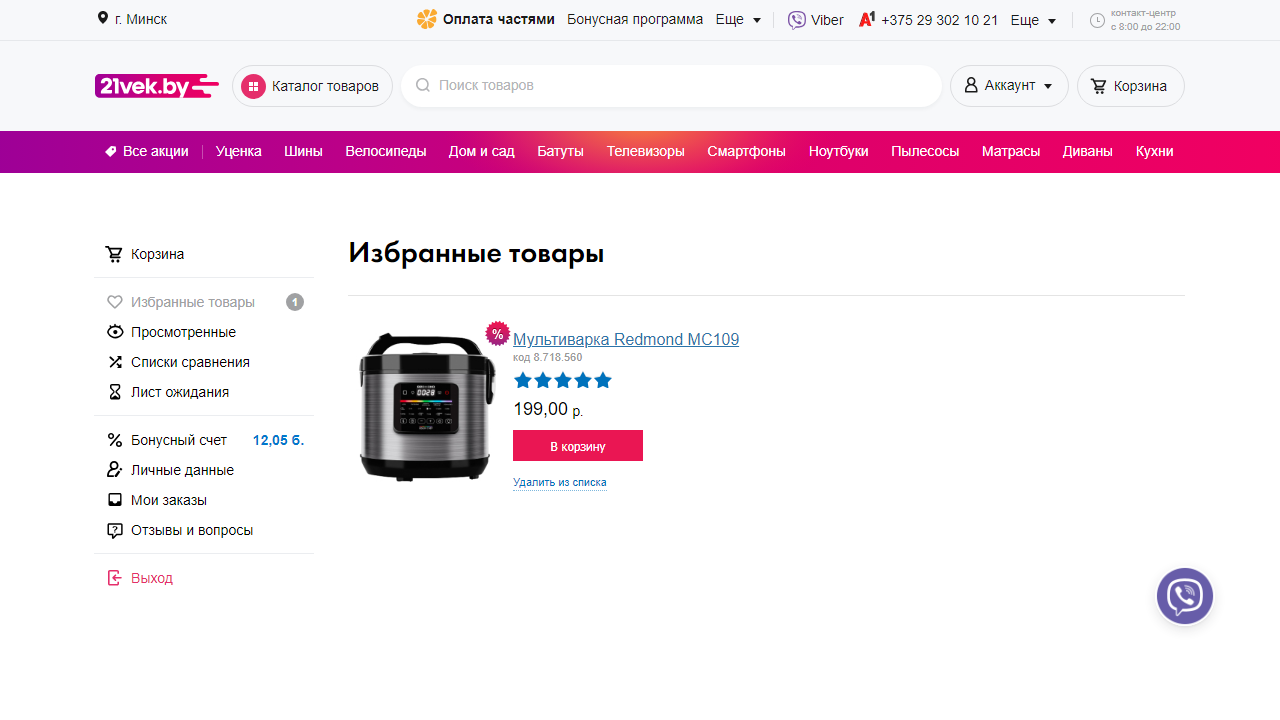 г. Минск
Оплата частями Бонусная программа Еще Viber A1 +375 29 302 10 21 Еще контакт-центр
с 8:00 до 22:00
21vek.by Каталог товаров Поиск товаров Аккаунт Корзина
Все акции Уценка Шины Велосипеды Дом и сад Батуты Телевизоры Смартфоны Ноутбуки Пылесосы Матрасы Диваны Кухни
Корзина
Избранные товары 1
Просмотренные
Списки сравнения
Лист ожидания
Бонусный счет 12,05 б.
Личные данные
Мои заказы
Отзывы и вопросы
Выход
Избранные товары
%
Мультиварка Redmond MC109
код 8.718.560
199,00 р.
В корзину
Удалить из списка